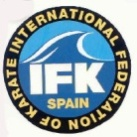 INTERNATIONAL FEDERATION OF KARATE
IFK
SPAIN